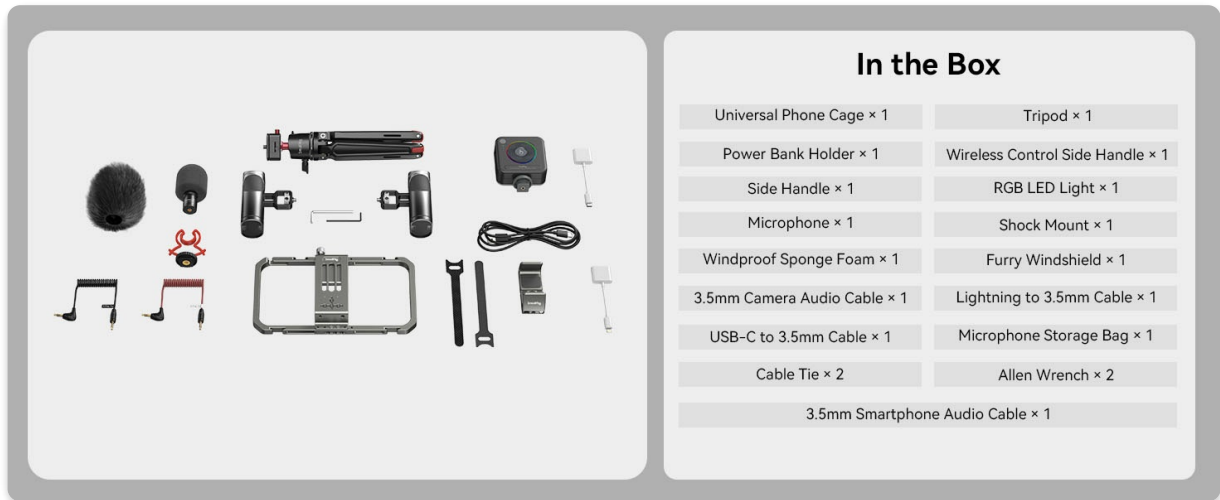 In the Box
Universal Phone Cage × 1
Tripod × 1
Power Bank Holder × 1
Wireless Control Side Handle × 1
Side Handle × 1
RGB LED Light × 1
Microphone × 1
Shock Mount × 1
Windproof Sponge Foam × 1
Furry Windshield × 1
3.5mm Camera Audio Cable × 1
Lightning to 3.5mm Cable × 1
USB-C to 3.5mm Cable × 1
Microphone Storage Bag × 1
Cable Tie × 2
Allen Wrench × 2
3.5mm Smartphone Audio Cable × 1